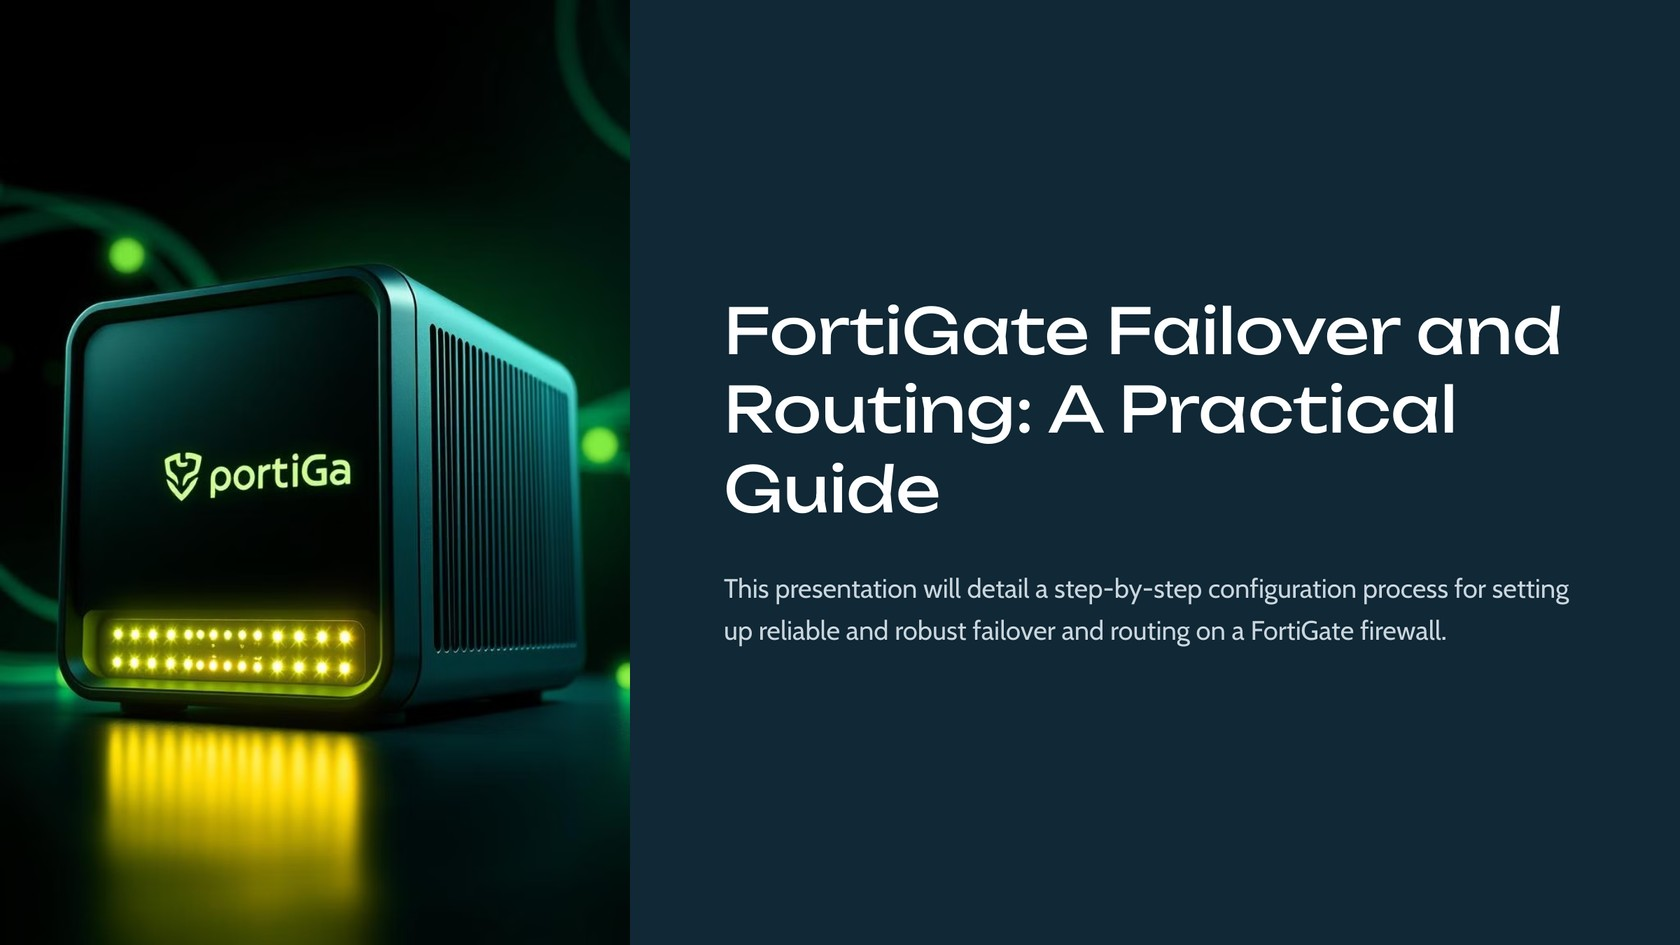 portiGa
FortiGate Failover and
Routing: A Practical
Guide
This presentation will detail a step-by-step configuration process for setting
up reliable and robust failover and routing on a FortiGate firewall.